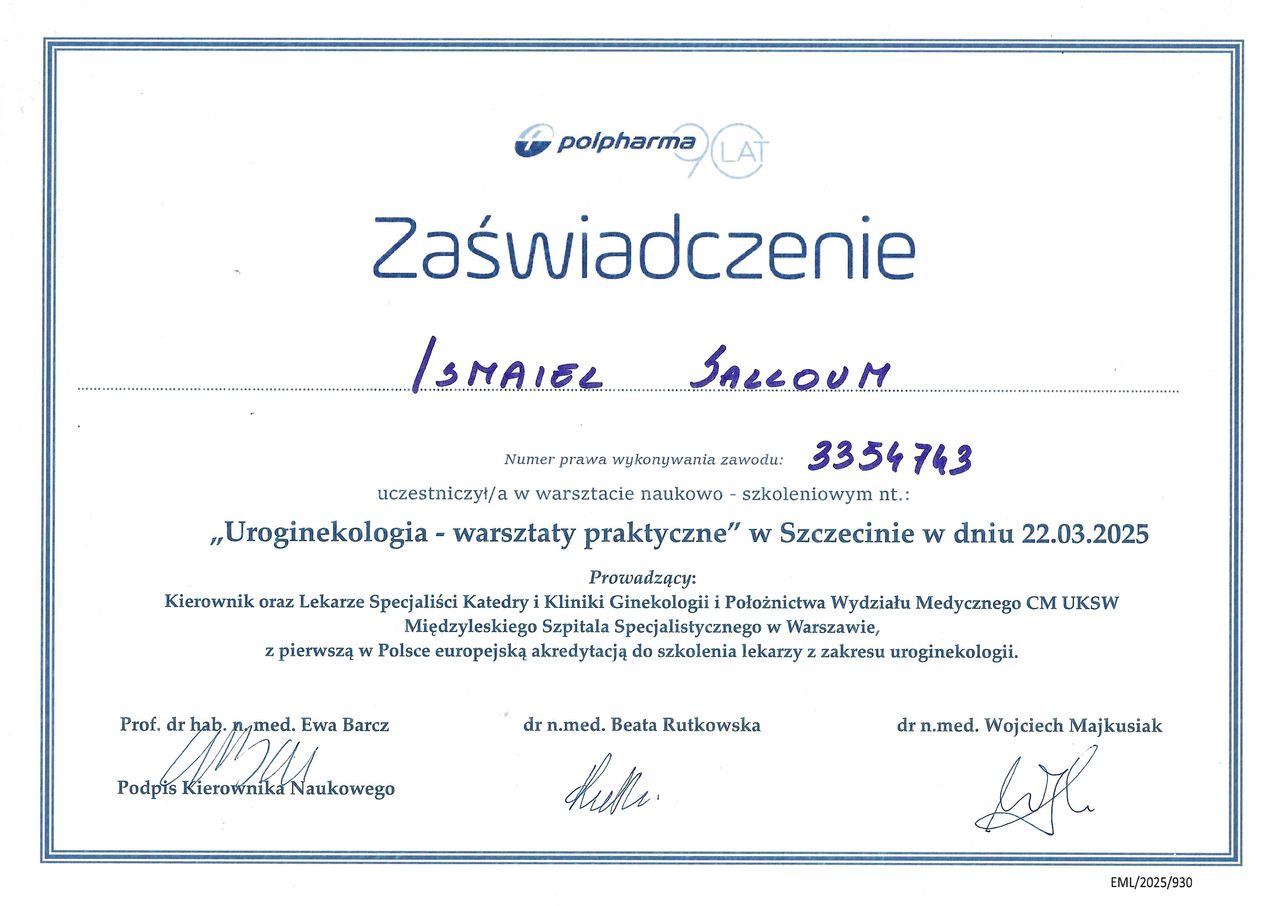 polpharma 90 LAT
Zaświadczenie
ISMAIEL SALLOUM
Numer prawa wykonywania zawodu: 3354743
uczestniczył/a w warsztacie naukowo - szkoleniowym nt.:
„Uroginekologia - warsztaty praktyczne” w Szczecinie w dniu 22.03.2025
Prowadzący:
Kierownik oraz Lekarze Specjaliści Katedry i Kliniki Ginekologii i Położnictwa Wydziału Medycznego CM UKSW
Międzyleskiego Szpitala Specjalistycznego w Warszawie,
z pierwszą w Polsce europejską akredytacją do szkolenia lekarzy z zakresu uroginekologii.
Prof. dr hab. n. med. Ewa Barcz dr n.med. Beata Rutkowska dr n.med. Wojciech Majkusiak
Podpis Kierownika Naukowego
EML/2025/930